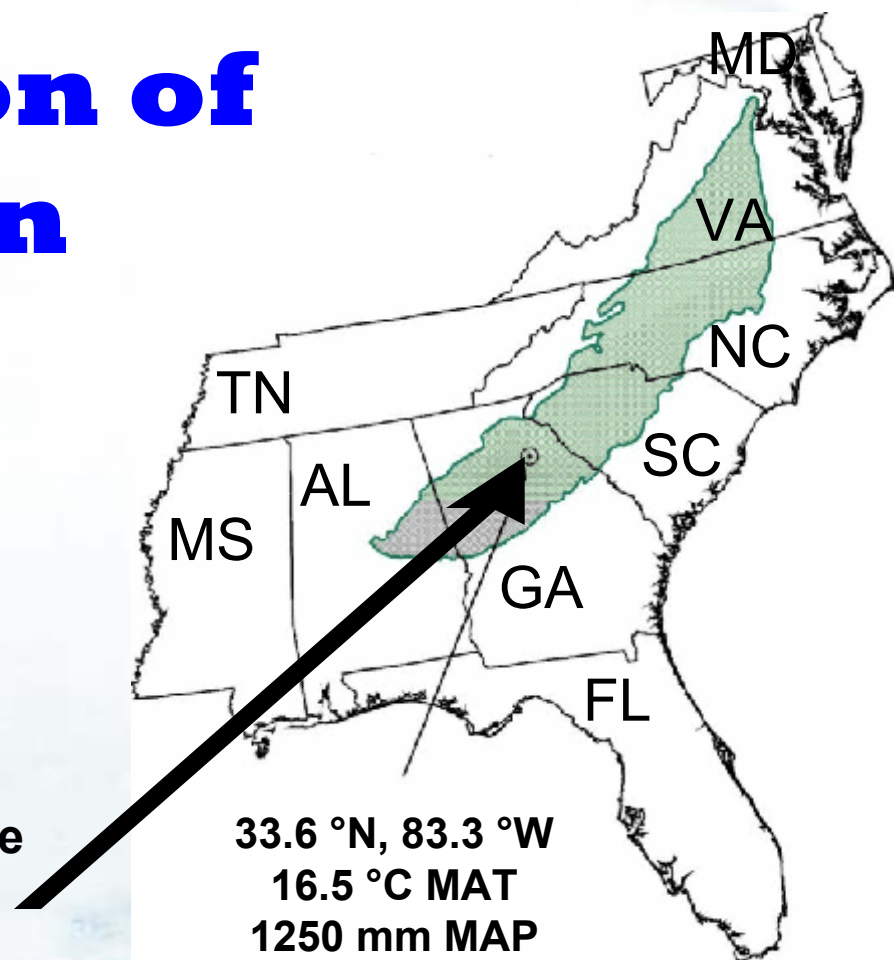 on of
n
MD
VA
NC
TN
SC
AL
MS
GA
FL
e
33.6 °N, 83.3 °W
16.5 °C MAT
1250 mm MAP